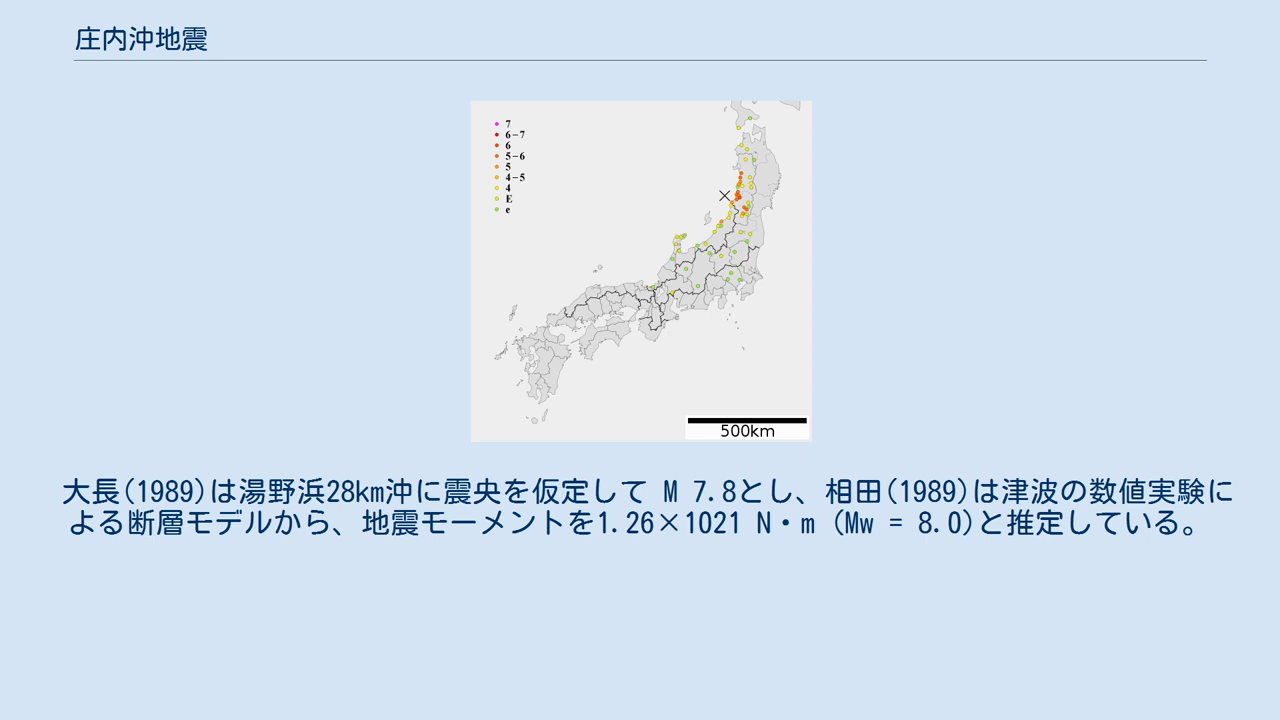 庄内沖地震
7
6-7
6
5-6
5
4-5
4
E
e
500km
大長(1989)は湯野浜28km沖に震央を仮定して M 7.8とし、相田(1989)は津波の数値実験に
よる断層モデルから、地震モーメントを1.26×1021 N・m (Mw = 8.0)と推定している。